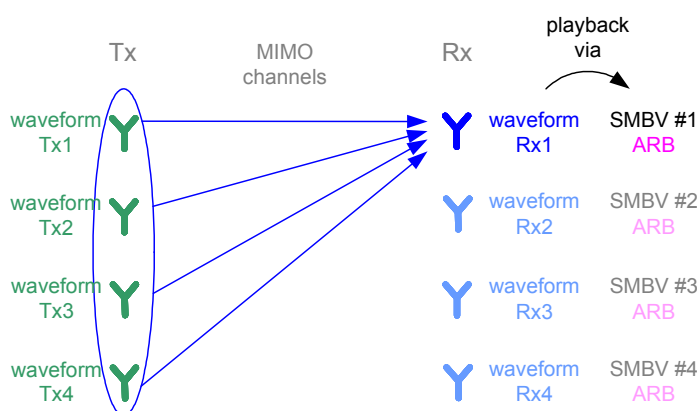 playback
via
Tx
MIMO
channels
Rx
waveform
Tx1
waveform
Rx1
SMBV #1
ARB
waveform
Tx2
waveform
Rx2
SMBV #2
ARB
waveform
Tx3
waveform
Rx3
SMBV #3
ARB
waveform
Tx4
waveform
Rx4
SMBV #4
ARB